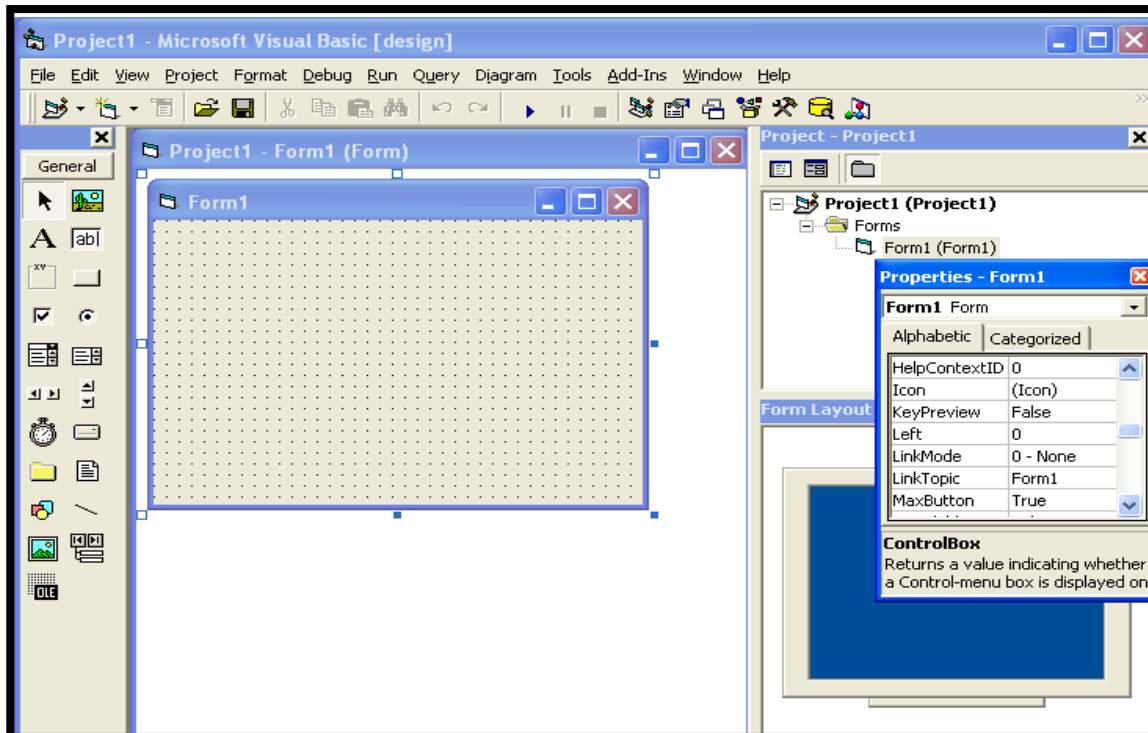 Project1 - Microsoft Visual Basic [design]
File Edit View Project Format Debug Run Query Diagram Tools Add-Ins Window Help
General
A
ab|
xy
OLE
Project1 - Form1 (Form)
Form1
Project - Project1
Project1 (Project1)
Forms
Form1 (Form1)
Properties - Form1
Form1 Form
Alphabetic Categorized
HelpContextID 0
Icon (Icon)
KeyPreview False
Left 0
LinkMode 0 - None
LinkTopic Form1
MaxButton True
ControlBox
Returns a value indicating whether
a Control-menu box is displayed on
Form Layout